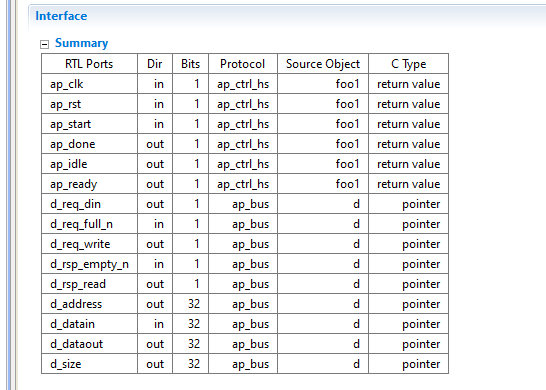 Interface
Summary
RTL Ports Dir Bits Protocol Source Object C Type
ap_clk in 1 ap_ctrl_hs foo1 return value
ap_rst in 1 ap_ctrl_hs foo1 return value
ap_start in 1 ap_ctrl_hs foo1 return value
ap_done out 1 ap_ctrl_hs foo1 return value
ap_idle out 1 ap_ctrl_hs foo1 return value
ap_ready out 1 ap_ctrl_hs foo1 return value
d_req_din out 1 ap_bus d pointer
d_req_full_n in 1 ap_bus d pointer
d_req_write out 1 ap_bus d pointer
d_rsp_empty_n in 1 ap_bus d pointer
d_rsp_read out 1 ap_bus d pointer
d_address out 32 ap_bus d pointer
d_datain in 32 ap_bus d pointer
d_dataout out 32 ap_bus d pointer
d_size out 32 ap_bus d pointer